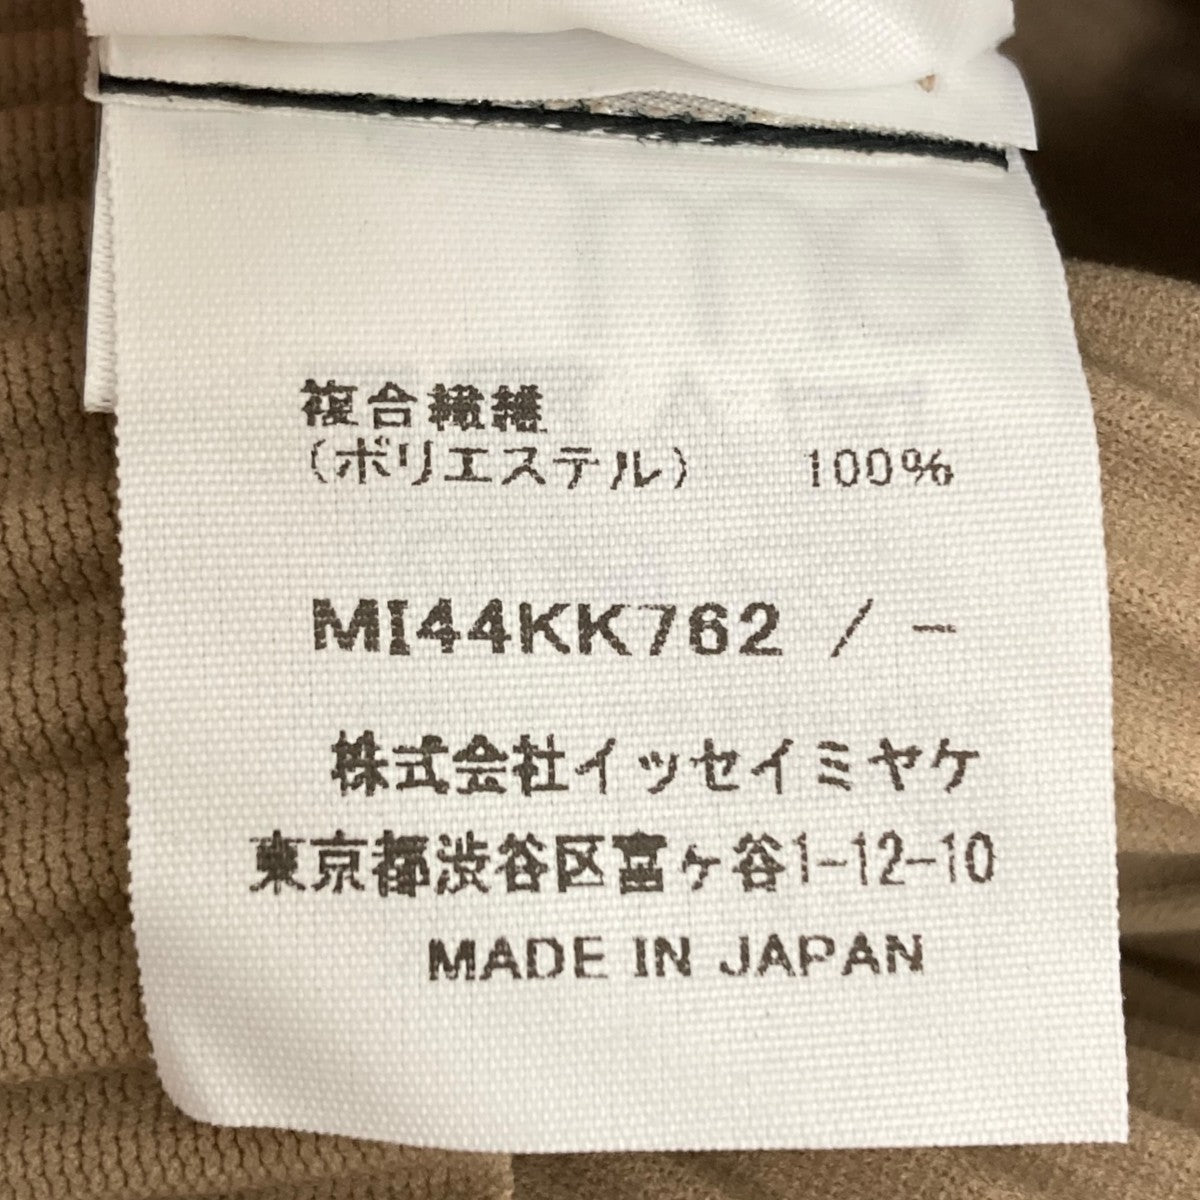 複合繊維
(ポリエステル) 100%
MI44KK762 / -
株式会社イッセイミヤケ
東京都渋谷区富ヶ谷1-12-10
MADE IN JAPAN